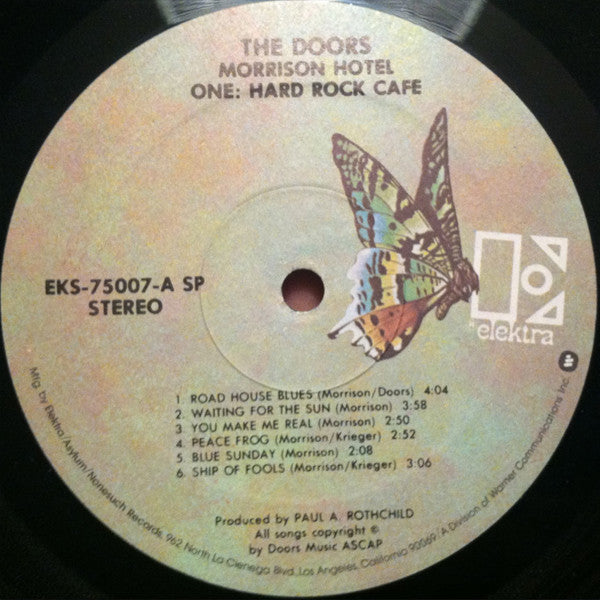 THE DOORS
MORRISON HOTEL
ONE: HARD ROCK CAFE
EKS-75007-A SP
STEREO
elektra
1. ROAD HOUSE BLUES (Morrison/Doors) 4:04
2. WAITING FOR THE SUN (Morrison) 3:58
3. YOU MAKE ME REAL (Morrison) 2:50
4. PEACE FROG (Morrison/Krieger) 2:52
5. BLUE SUNDAY (Morrison) 2:08
6. SHIP OF FOOLS (Morrison/Krieger) 3:06
Produced by PAUL A. ROTHCHILD
All songs copyright ©
by Doors Music ASCAP
Mfg. by Elektra/Asylum/Nonesuch Records, 962 North La Cienega Blvd., Los Angeles, California 90069 A Division of Warner Communications Inc.